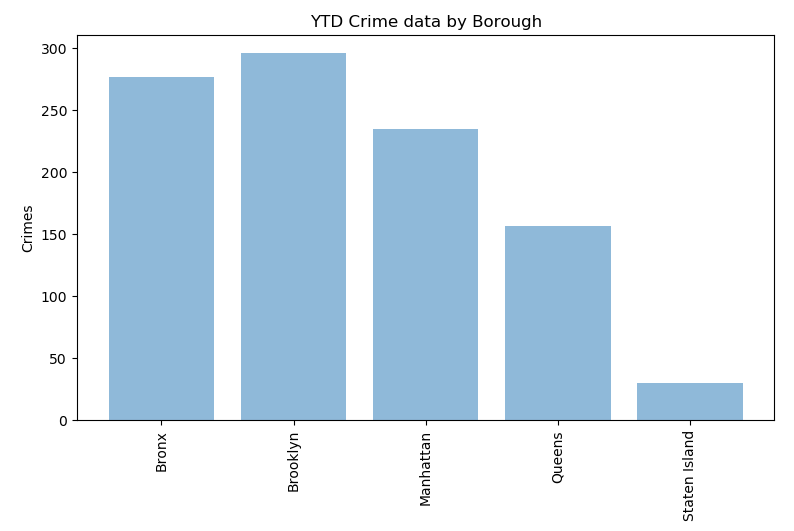 YTD Crime data by Borough
300
250
200
150
100
50
0
Crimes
Bronx
Brooklyn
Manhattan
Queens
Staten Island